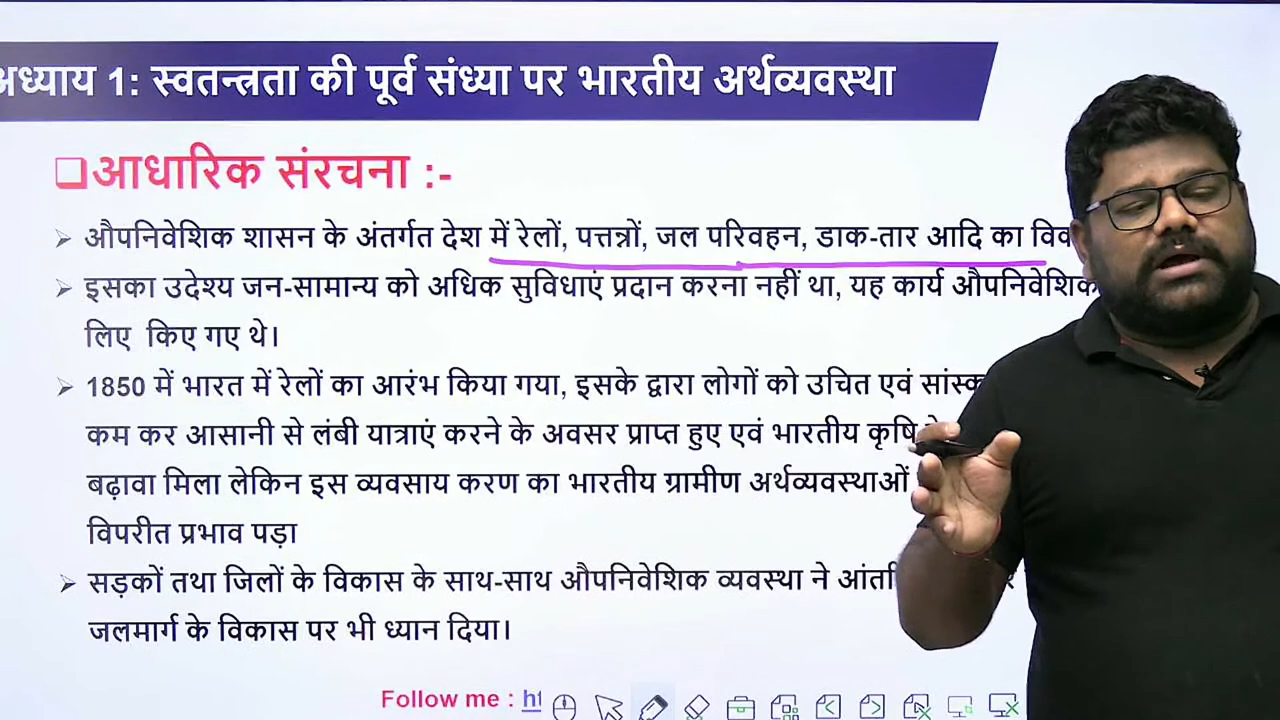 अध्याय 1: स्वतन्त्रता की पूर्व संध्या पर भारतीय अर्थव्यवस्था
आधारिक संरचना :-
औपनिवेशिक शासन के अंतर्गत देश में रेलों, पत्तनों, जल परिवहन, डाक-तार आदि का
इसका उदेश्य जन-सामान्य को अधिक सुविधाएं प्रदान करना नहीं था, यह कार्य औपनिवेशिक
लिए किए गए थे।
1850 में भारत में रेलों का आरंभ किया गया, इसके द्वारा लोगों को उचित एवं
कम कर आसानी से लंबी यात्राएं करने के अवसर प्राप्त हुए एवं भारतीय कृषि
बढ़ावा मिला लेकिन इस व्यवसाय करण का भारतीय ग्रामीण अर्थव्यवस्थाओं
विपरीत प्रभाव पड़ा
सड़कों तथा जिलों के विकास के साथ-साथ औपनिवेशिक व्यवस्था ने
जलमार्ग के विकास पर भी ध्यान दिया।
Follow me :